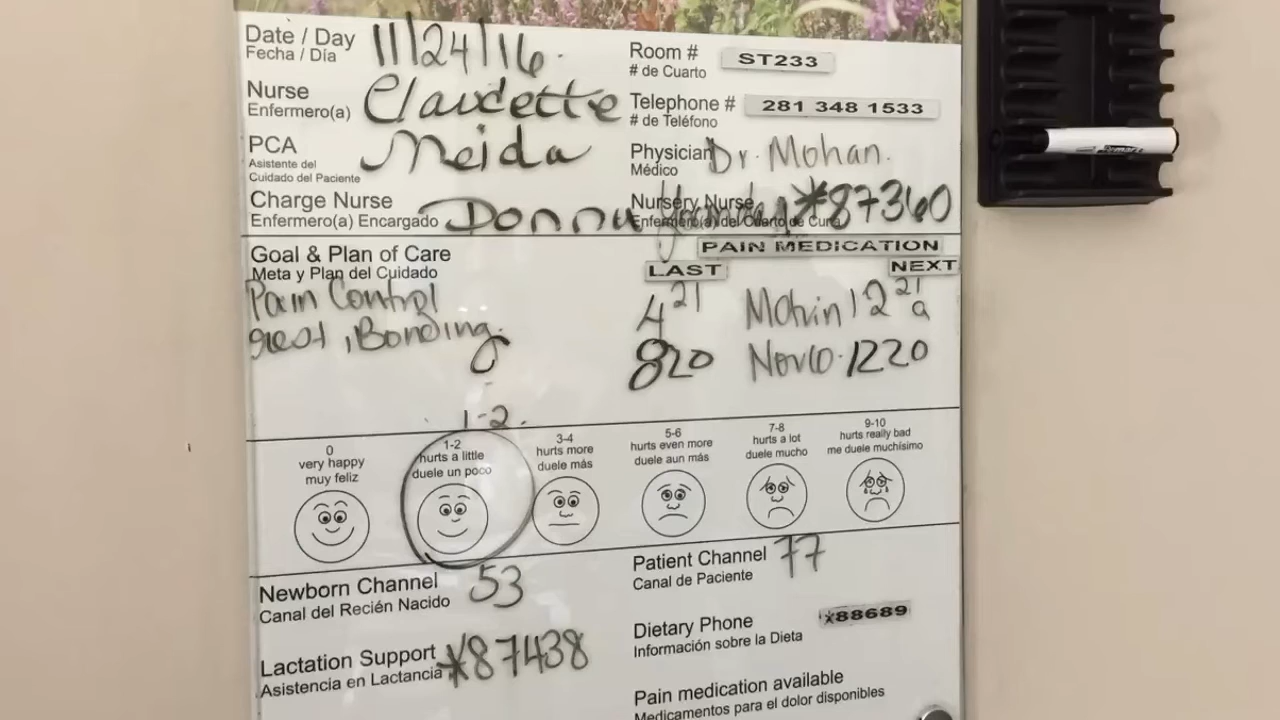 Date / Day 11/24/16
Fecha / Día
Room # ST233
# de Cuarto
Nurse Claudette
Enfermero(a)
Telephone # 281 348 1533
# de Teléfono
PCA Neida
Asistente del
Cuidado del Paciente
Physician Dr. Mohan.
Médico
Charge Nurse Donna
Enfermero(a) Encargado
Nursery Nurse *87360
Enfermero(a) del Cuarto de Cuna
Goal & Plan of Care
Meta y Plan del Cuidado
Pain Control
rest, Bonding.
PAIN MEDICATION
LAST NEXT
4 21 Motrin 12 21 a
820 Norco 1220
1-2.
0
very happy
muy feliz
1-2
hurts a little
duele un poco
3-4
hurts more
duele más
5-6
hurts even more
duele aun más
7-8
hurts a lot
duele mucho
9-10
hurts really bad
me duele muchísimo
Newborn Channel 53
Canal del Recién Nacido
Patient Channel 77
Canal de Paciente
Lactation Support *87438
Asistencia en Lactancia
Dietary Phone *88689
Información sobre la Dieta
Pain medication available
Medicamentos para el dolor disponibles